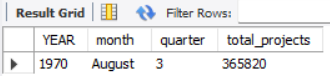 Result Grid Filter Rows:
YEAR month quarter total_projects
1970 August 3 365820